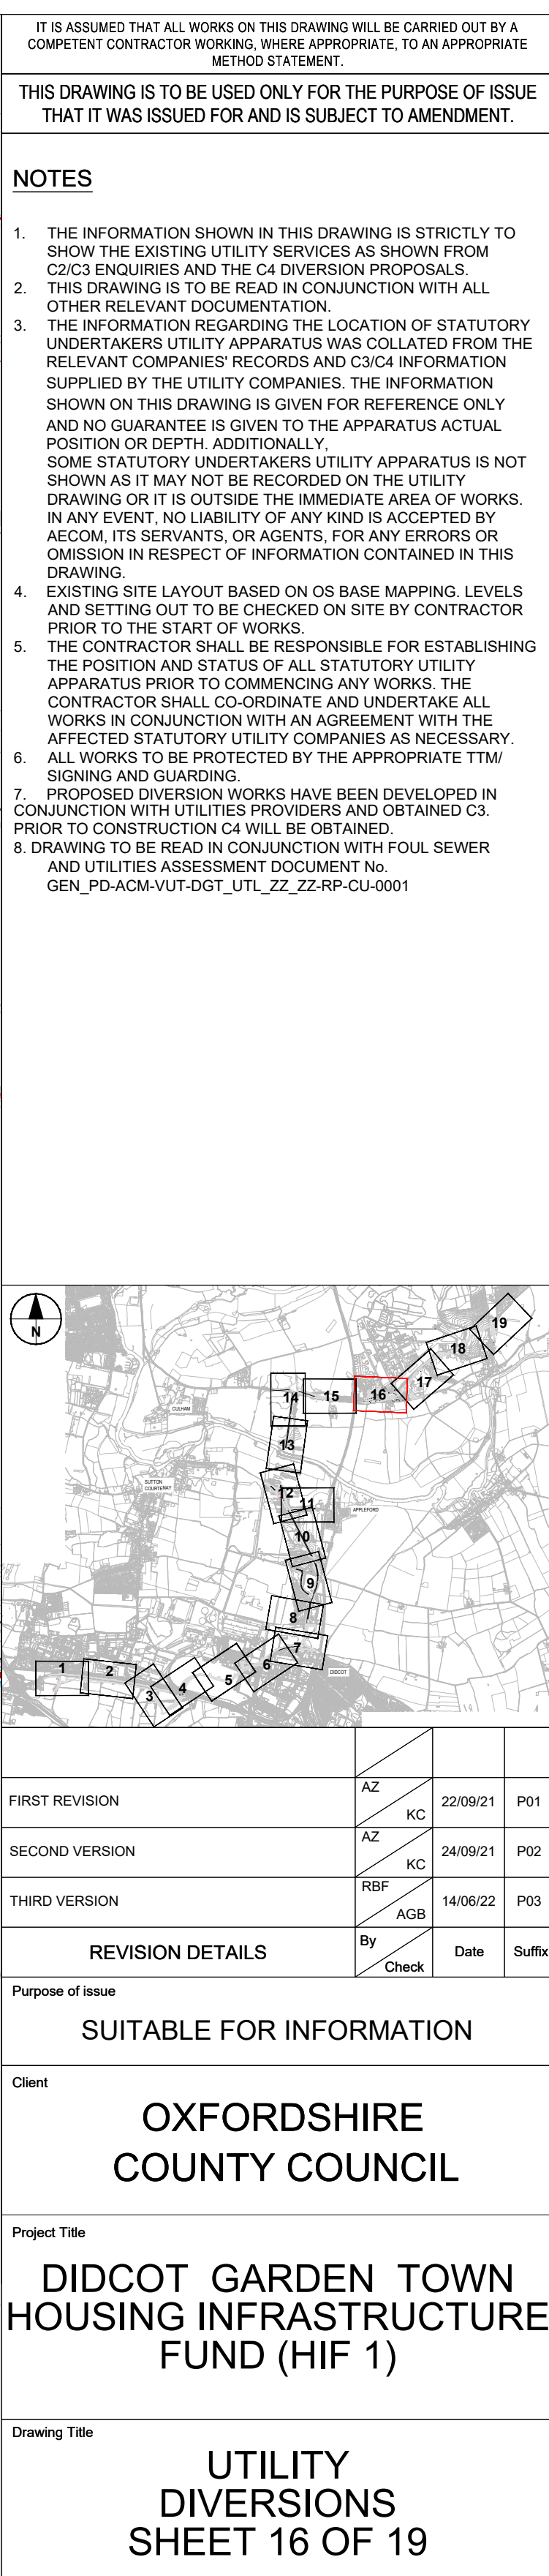 IT IS ASSUMED THAT ALL WORKS ON THIS DRAWING WILL BE CARRIED OUT BY A
COMPETENT CONTRACTOR WORKING, WHERE APPROPRIATE, TO AN APPROPRIATE
METHOD STATEMENT.
THIS DRAWING IS TO BE USED ONLY FOR THE PURPOSE OF ISSUE
THAT IT WAS ISSUED FOR AND IS SUBJECT TO AMENDMENT.
NOTES
1. THE INFORMATION SHOWN IN THIS DRAWING IS STRICTLY TO
SHOW THE EXISTING UTILITY SERVICES AS SHOWN FROM
C2/C3 ENQUIRIES AND THE C4 DIVERSION PROPOSALS.
2. THIS DRAWING IS TO BE READ IN CONJUNCTION WITH ALL
OTHER RELEVANT DOCUMENTATION.
3. THE INFORMATION REGARDING THE LOCATION OF STATUTORY
UNDERTAKERS UTILITY APPARATUS WAS COLLATED FROM THE
RELEVANT COMPANIES' RECORDS AND C3/C4 INFORMATION
SUPPLIED BY THE UTILITY COMPANIES. THE INFORMATION
SHOWN ON THIS DRAWING IS GIVEN FOR REFERENCE ONLY
AND NO GUARANTEE IS GIVEN TO THE APPARATUS ACTUAL
POSITION OR DEPTH. ADDITIONALLY,
SOME STATUTORY UNDERTAKERS UTILITY APPARATUS IS NOT
SHOWN AS IT MAY NOT BE RECORDED ON THE UTILITY
DRAWING OR IT IS OUTSIDE THE IMMEDIATE AREA OF WORKS.
IN ANY EVENT, NO LIABILITY OF ANY KIND IS ACCEPTED BY
AECOM, ITS SERVANTS, OR AGENTS, FOR ANY ERRORS OR
OMISSION IN RESPECT OF INFORMATION CONTAINED IN THIS
DRAWING.
4. EXISTING SITE LAYOUT BASED ON OS BASE MAPPING. LEVELS
AND SETTING OUT TO BE CHECKED ON SITE BY CONTRACTOR
PRIOR TO THE START OF WORKS.
5. THE CONTRACTOR SHALL BE RESPONSIBLE FOR ESTABLISHING
THE POSITION AND STATUS OF ALL STATUTORY UTILITY
APPARATUS PRIOR TO COMMENCING ANY WORKS. THE
CONTRACTOR SHALL CO-ORDINATE AND UNDERTAKE ALL
WORKS IN CONJUNCTION WITH AN AGREEMENT WITH THE
AFFECTED STATUTORY UTILITY COMPANIES AS NECESSARY.
6. ALL WORKS TO BE PROTECTED BY THE APPROPRIATE TTM/
SIGNING AND GUARDING.
7. PROPOSED DIVERSION WORKS HAVE BEEN DEVELOPED IN
CONJUNCTION WITH UTILITIES PROVIDERS AND OBTAINED C3.
PRIOR TO CONSTRUCTION C4 WILL BE OBTAINED.
8. DRAWING TO BE READ IN CONJUNCTION WITH FOUL SEWER
AND UTILITIES ASSESSMENT DOCUMENT No.
GEN_PD-ACM-VUT-DGT_UTL_ZZ_ZZ-RP-CU-0001
N
19
18
17
16
15
14
CULHAM
13
SUTTON
COURTENAY
12
11
APPLEFORD
10
9
8
7
6
DIDCOT
5
4
3
2
1
FIRST REVISION AZ KC 22/09/21 P01
SECOND VERSION AZ KC 24/09/21 P02
THIRD VERSION RBF AGB 14/06/22 P03
REVISION DETAILS By Check Date Suffix
Purpose of issue
SUITABLE FOR INFORMATION
Client
OXFORDSHIRE
COUNTY COUNCIL
Project Title
DIDCOT GARDEN TOWN
HOUSING INFRASTRUCTURE
FUND (HIF 1)
Drawing Title
UTILITY
DIVERSIONS
SHEET 16 OF 19